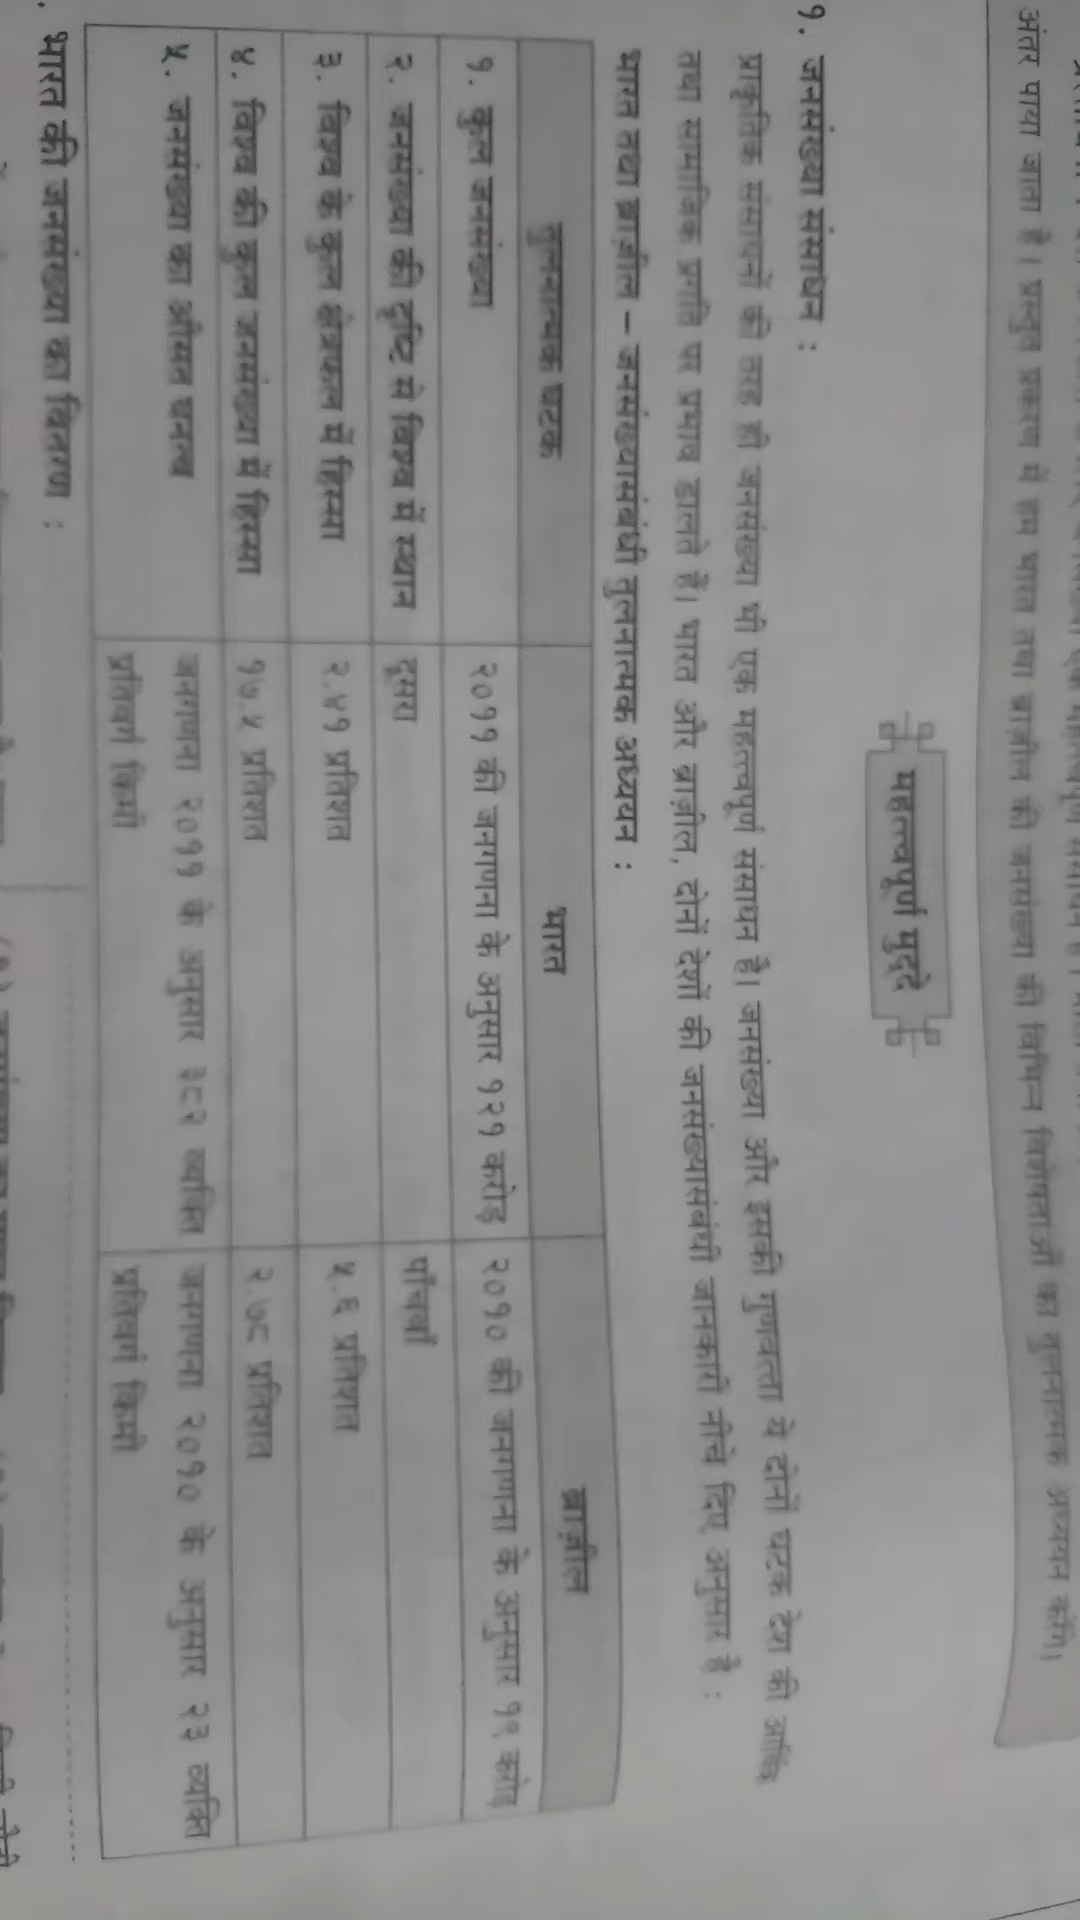 अंतर पाया जाता है। प्रस्तुत प्रकरण में हम भारत तथा ब्राज़ील की जनसंख्या की विभिन्न विशेषताओं का तुलनात्मक अध्ययन करेंगे।
महत्त्वपूर्ण मुद्दे
१. जनसंख्या संसाधन :
प्राकृतिक संसाधनों की तरह ही जनसंख्या भी एक महत्त्वपूर्ण संसाधन है। जनसंख्या और इसकी गुणवत्ता ये दोनों घटक देश की
तथा सामाजिक प्रगति पर प्रभाव डालते हैं। भारत और ब्राज़ील, दोनों देशों की जनसंख्यासंबंधी जानकारी नीचे दिए अनुसार है :
भारत तथा ब्राज़ील – जनसंख्यासंबंधी तुलनात्मक अध्ययन :
तुलनात्मक घटक भारत ब्राज़ील
१. कुल जनसंख्या २०११ की जनगणना के अनुसार १२१ करोड़ २०१० की जनगणना के अनुसार १९ करोड़
२. जनसंख्या की दृष्टि से विश्व में स्थान दूसरा पाँचवाँ
३. विश्व के कुल क्षेत्रफल में हिस्सा २.४१ प्रतिशत ५.६ प्रतिशत
४. विश्व की कुल जनसंख्या में हिस्सा १७.५ प्रतिशत २.७८ प्रतिशत
५. जनसंख्या का औसत घनत्व जनगणना २०११ के अनुसार ३८२ व्यक्ति जनगणना २०१० के अनुसार २३ व्यक्ति
प्रतिवर्ग किमी प्रतिवर्ग किमी
भारत की जनसंख्या का वितरण :